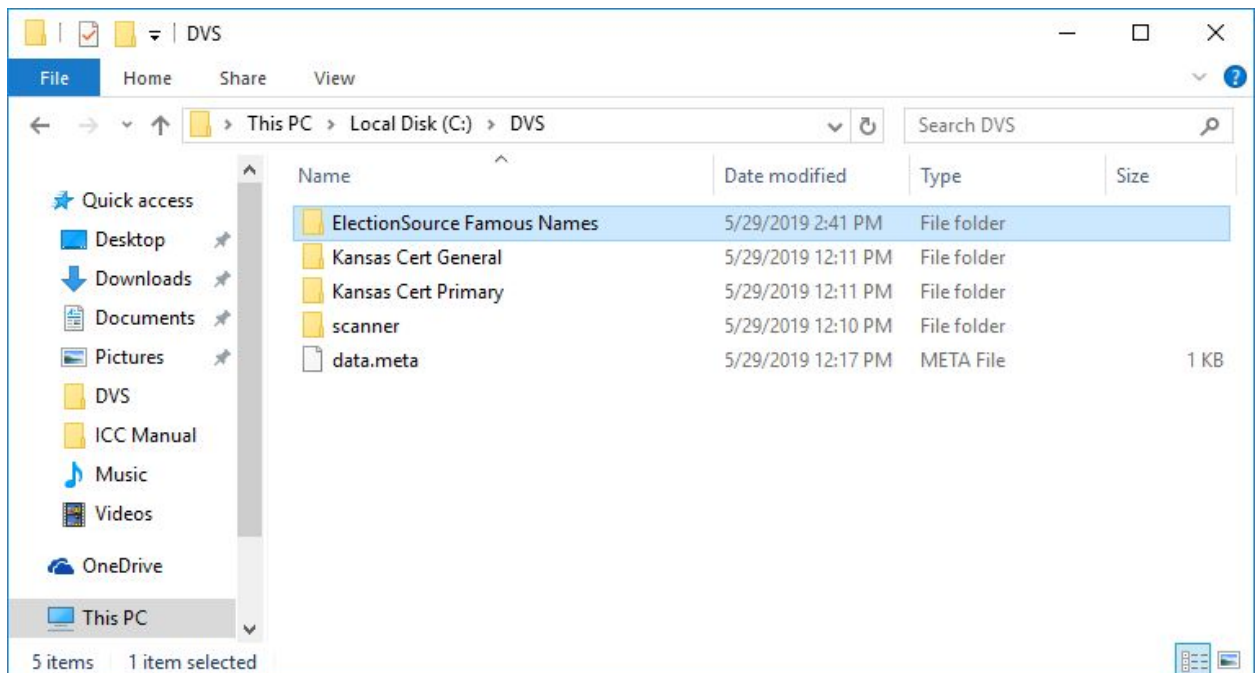 DVS
File Home Share View
This PC > Local Disk (C:) > DVS Search DVS
Name Date modified Type Size
Quick access
Desktop
Downloads
Documents
Pictures
DVS
ICC Manual
Music
Videos
OneDrive
This PC
ElectionSource Famous Names 5/29/2019 2:41 PM File folder
Kansas Cert General 5/29/2019 12:11 PM File folder
Kansas Cert Primary 5/29/2019 12:11 PM File folder
scanner 5/29/2019 12:10 PM File folder
data.meta 5/29/2019 12:17 PM META File 1 KB
5 items 1 item selected